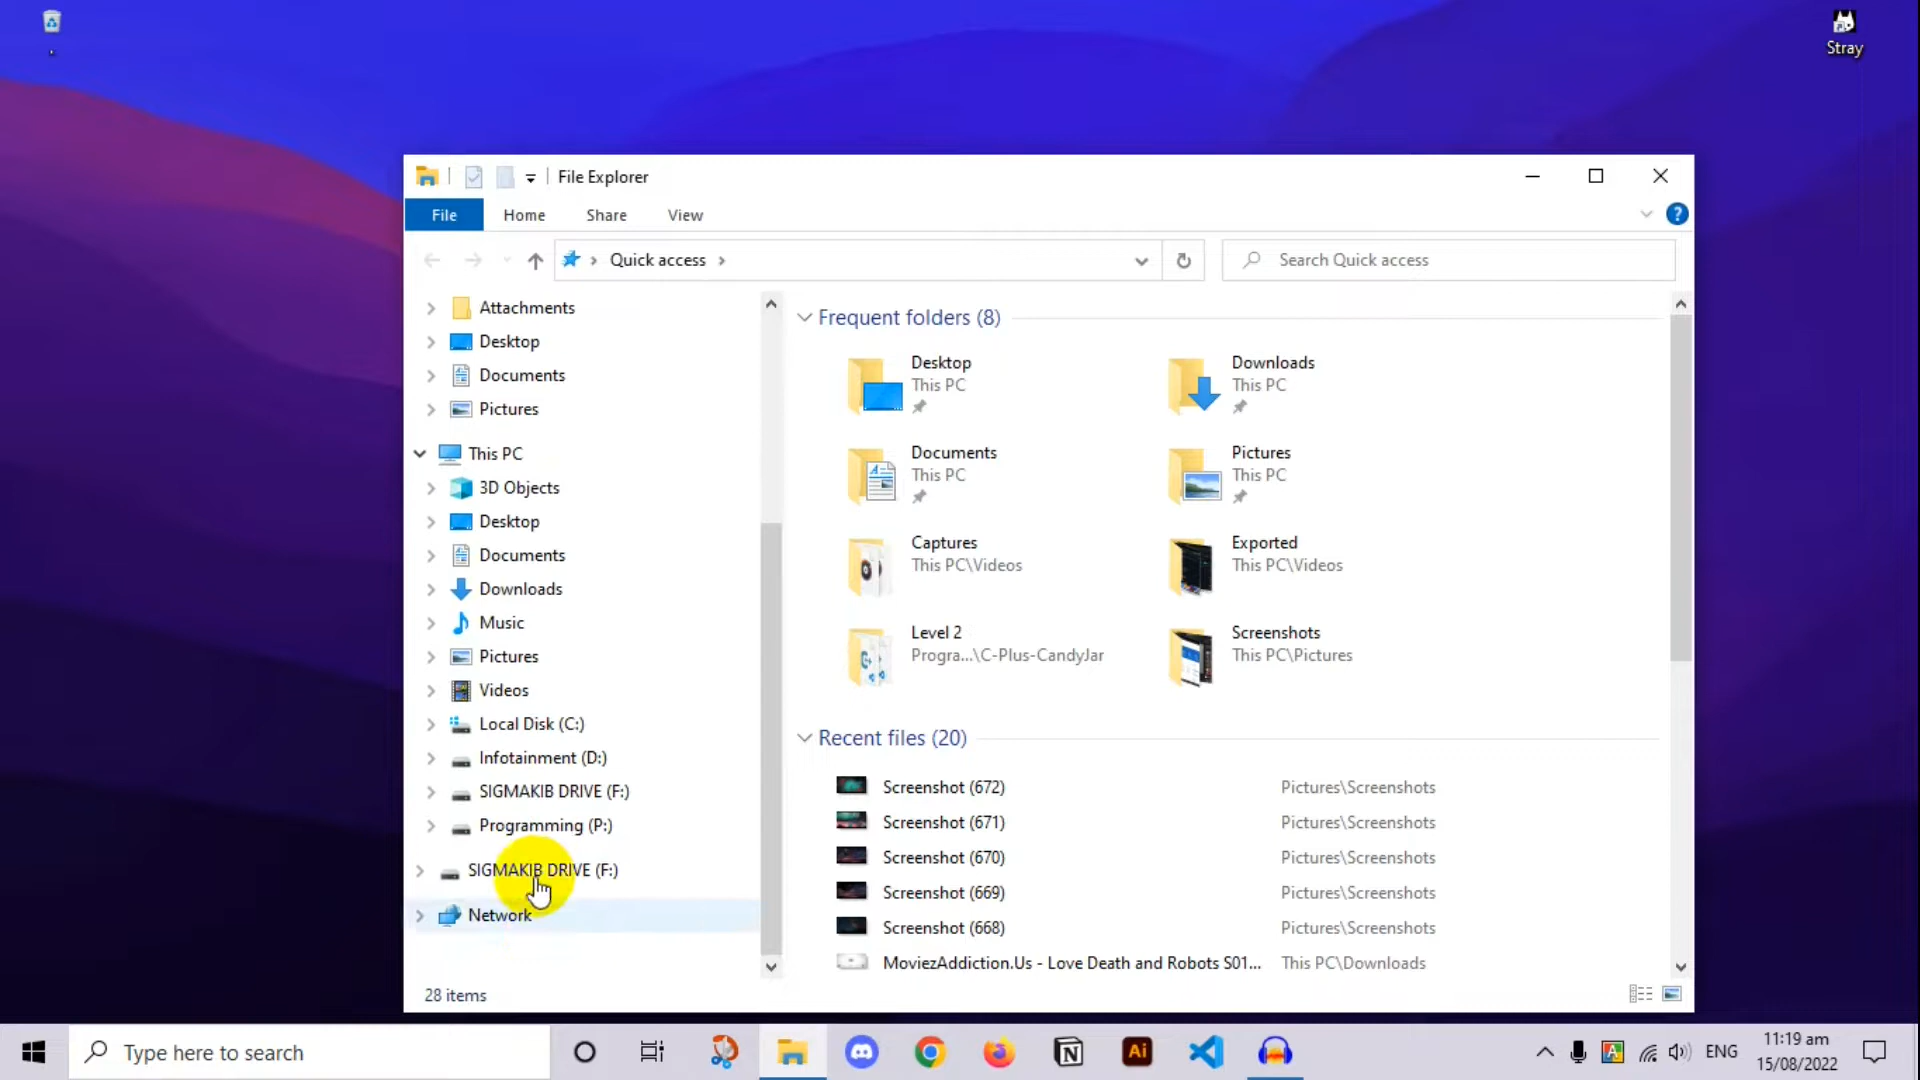 Stray
File Explorer
File
Home
Share
View
?
Quick access
Search Quick access
Attachments
Desktop
Documents
Pictures
This PC
3D Objects
Desktop
Documents
Downloads
Music
Pictures
Videos
Local Disk (C:)
Infotainment (D:)
SIGMAKIB DRIVE (F:)
Programming (P:)
SIGMAKIB DRIVE (F:)
Network
Frequent folders (8)
Desktop
This PC
Downloads
This PC
Documents
This PC
Pictures
This PC
Captures
This PC\Videos
Exported
This PC\Videos
Level 2
Progra...\C-Plus-CandyJar
Screenshots
This PC\Pictures
Recent files (20)
Screenshot (672) Pictures\Screenshots
Screenshot (671) Pictures\Screenshots
Screenshot (670) Pictures\Screenshots
Screenshot (669) Pictures\Screenshots
Screenshot (668) Pictures\Screenshots
MoviezAddiction.Us - Love Death and Robots S01... This PC\Downloads
28 items
Type here to search
Ai
ENG
11:19 am
15/08/2022